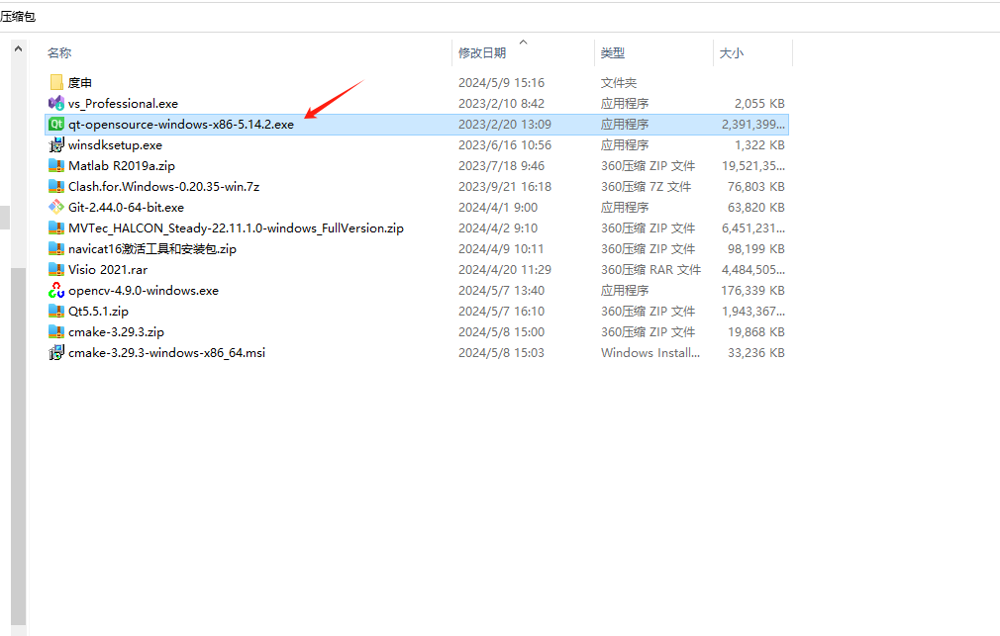 压缩包
名称 修改日期 类型 大小
度申 2024/5/9 15:16 文件夹
vs_Professional.exe 2023/2/10 8:42 应用程序 2,055 KB
Qt qt-opensource-windows-x86-5.14.2.exe 2023/2/20 13:09 应用程序 2,391,399...
winsdksetup.exe 2023/6/16 10:56 应用程序 1,322 KB
Matlab R2019a.zip 2023/7/18 9:46 360压缩 ZIP 文件 19,521,35...
Clash.for.Windows-0.20.35-win.7z 2023/9/21 16:18 360压缩 7Z 文件 76,803 KB
Git-2.44.0-64-bit.exe 2024/4/1 9:00 应用程序 63,820 KB
MVTec_HALCON_Steady-22.11.1.0-windows_FullVersion.zip 2024/4/2 9:10 360压缩 ZIP 文件 6,451,231...
navicat16激活工具和安装包.zip 2024/4/9 10:11 360压缩 ZIP 文件 98,199 KB
Visio 2021.rar 2024/4/20 11:29 360压缩 RAR 文件 4,484,505...
opencv-4.9.0-windows.exe 2024/5/7 13:40 应用程序 176,339 KB
Qt5.5.1.zip 2024/5/7 16:10 360压缩 ZIP 文件 1,943,367...
cmake-3.29.3.zip 2024/5/8 15:00 360压缩 ZIP 文件 19,868 KB
cmake-3.29.3-windows-x86_64.msi 2024/5/8 15:03 Windows Install... 33,236 KB